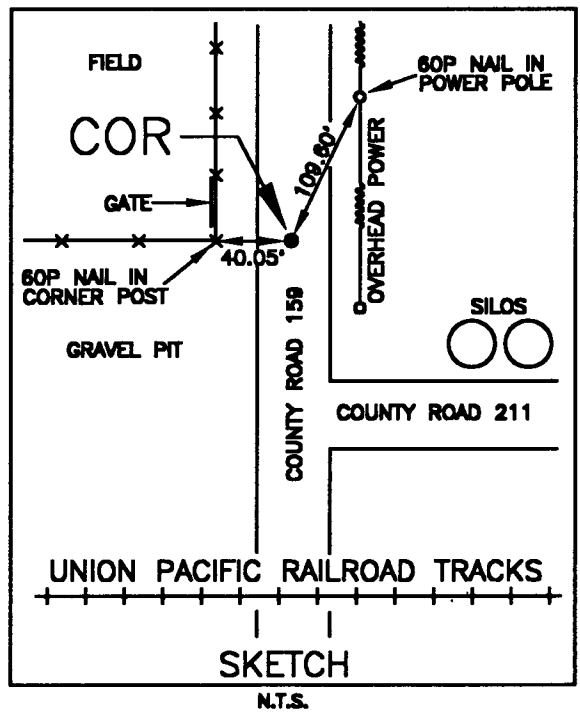 FIELD
60P NAIL IN
POWER POLE
COR
109.60'
OVERHEAD POWER
GATE
40.05'
60P NAIL IN
CORNER POST
GRAVEL PIT
COUNTY ROAD 159
SILOS
COUNTY ROAD 211
UNION PACIFIC RAILROAD TRACKS
SKETCH
N.T.S.